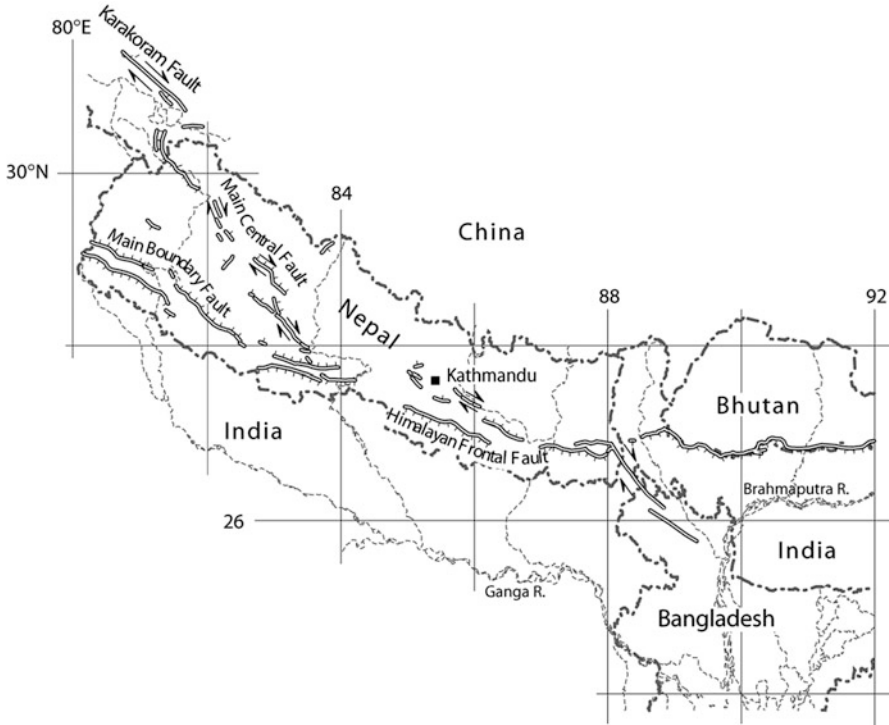 80°E
Karakoram Fault
30°N
Main Central Fault
84
China
Main Boundary Fault
88
92
Nepal
Kathmandu
Bhutan
India
Himalayan Frontal Fault
Brahmaputra R.
26
India
Ganga R.
Bangladesh